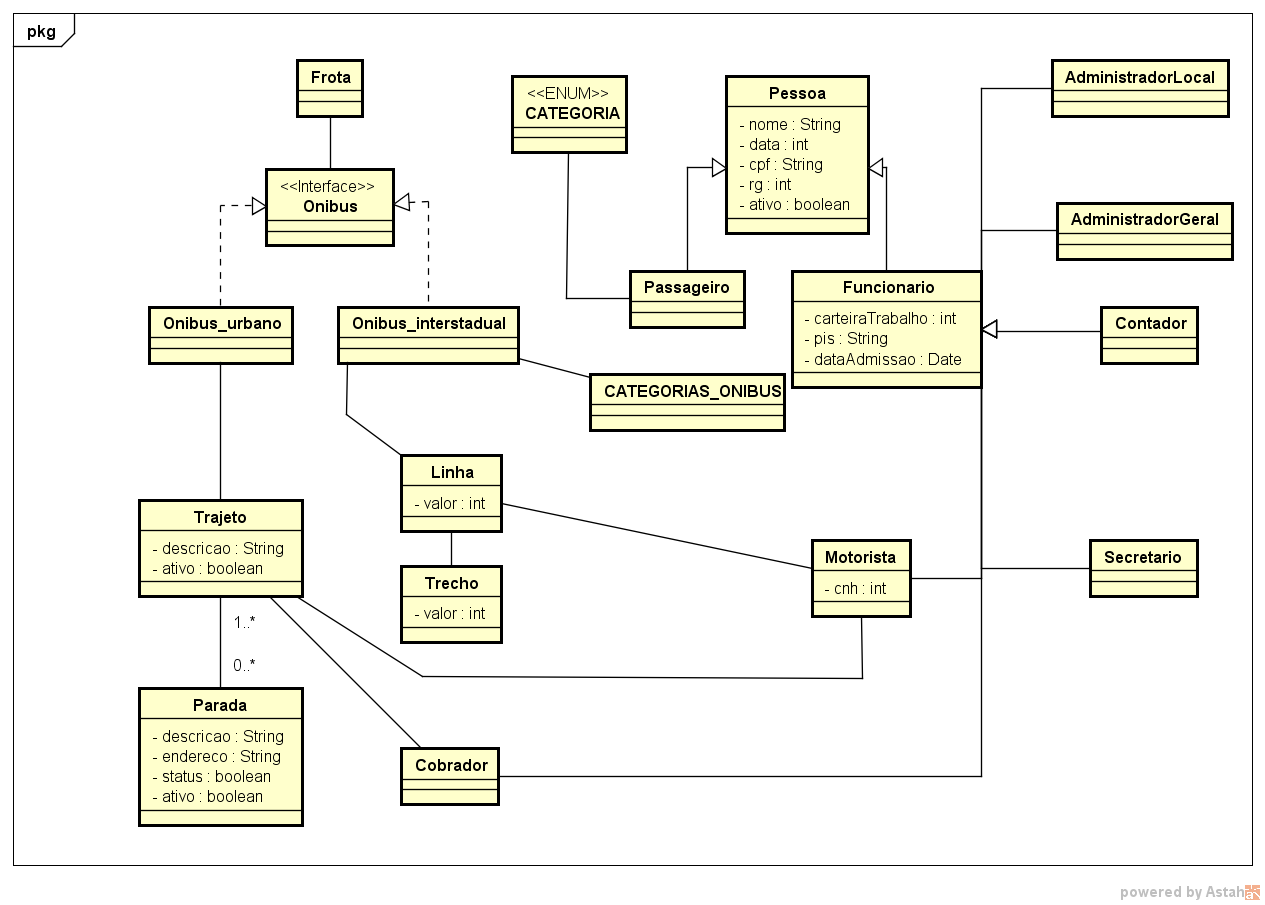 pkg
Frota
<<Interface>>
Onibus
<<ENUM>>
CATEGORIA
Pessoa
- nome : String
- data : int
- cpf : String
- rg : int
- ativo : boolean
AdministradorLocal
AdministradorGeral
Passageiro
Funcionario
- carteiraTrabalho : int
- pis : String
- dataAdmissao : Date
Contador
Onibus_urbano
Onibus_interstadual
CATEGORIAS_ONIBUS
Linha
- valor : int
Trajeto
- descricao : String
- ativo : boolean
Trecho
- valor : int
Motorista
- cnh : int
Secretario
1..*
0..*
Parada
- descricao : String
- endereco : String
- status : boolean
- ativo : boolean
Cobrador
powered by Astah